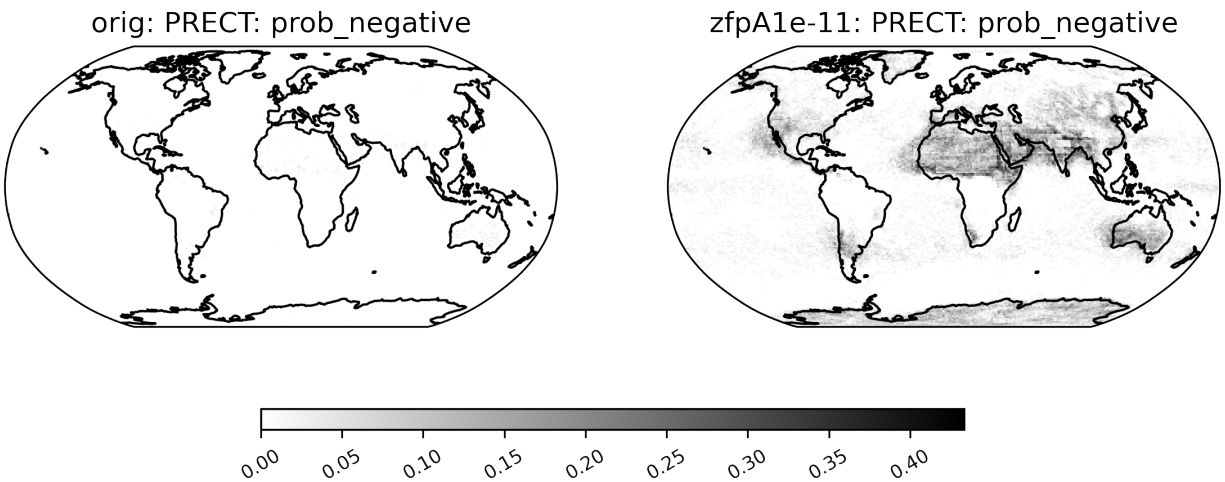 orig: PRECT: prob_negative
zfpA1e-11: PRECT: prob_negative
0.00 0.05 0.10 0.15 0.20 0.25 0.30 0.35 0.40